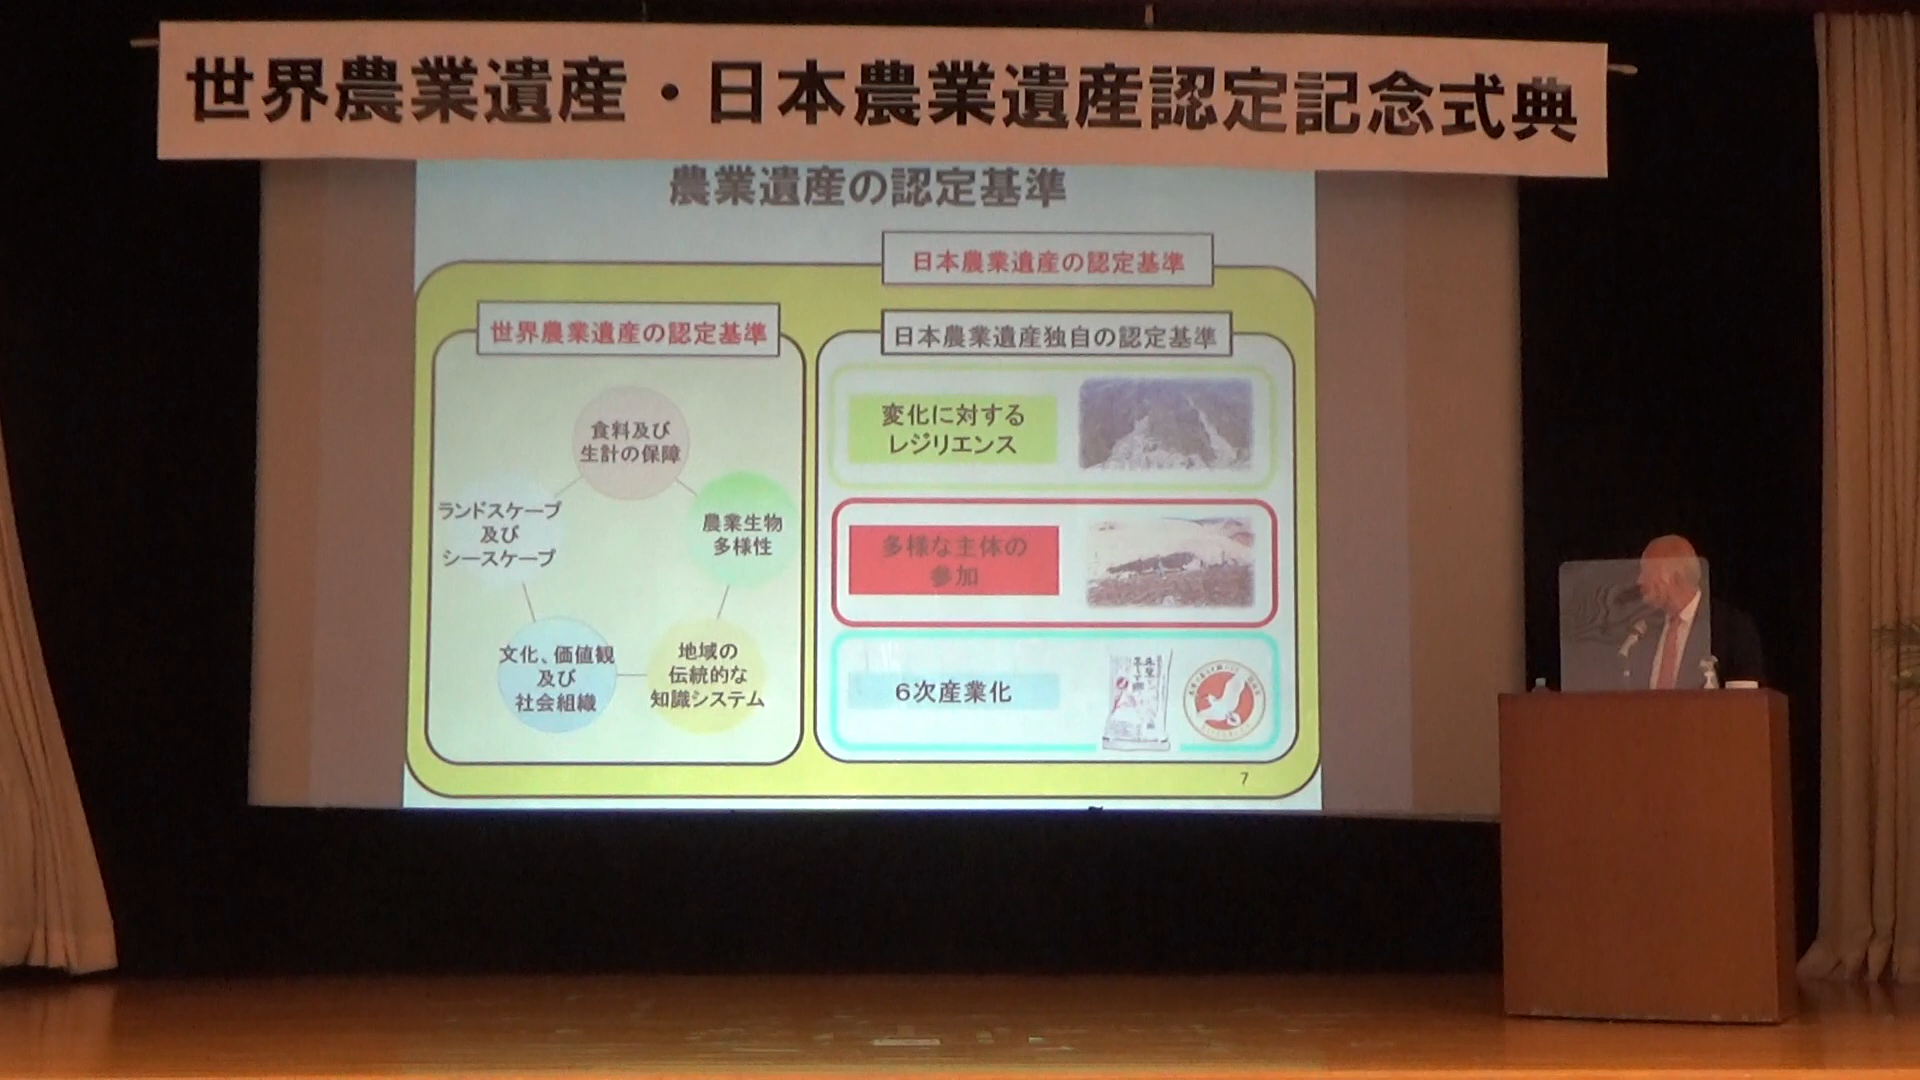 世界農業遺産・日本農業遺産認定記念式典
農業遺産の認定基準
日本農業遺産の認定基準
世界農業遺産の認定基準
食料及び
生計の保障
農業生物
多様性
地域の
伝統的な
知識システム
文化、価値観
及び
社会組織
ランドスケープ
及び
シースケープ
日本農業遺産独自の認定基準
変化に対する
レジリエンス
多様な主体の
参加
6次産業化
7